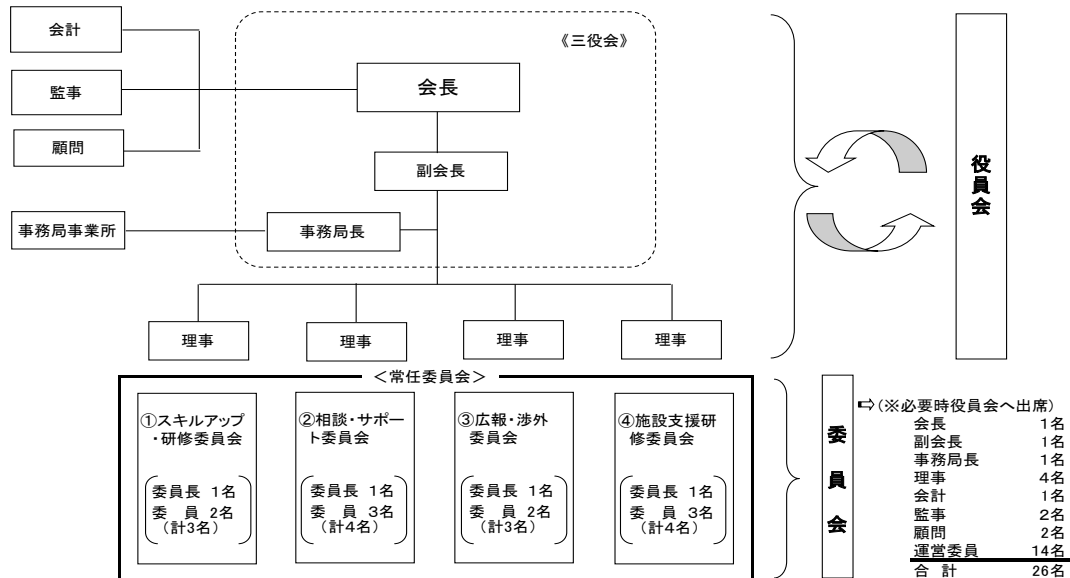 会計
監事
顧問
事務局事業所
《三役会》
会長
副会長
事務局長
理事
理事
理事
理事
役員会
＜常任委員会＞
①スキルアップ
・研修委員会
委員長 1名
委　員 2名
(計3名)
②相談・サポー
ト委員会
委員長 1名
委　員 3名
(計4名)
③広報・渉外
委員会
委員長 1名
委　員 2名
(計3名)
④施設支援研
修委員会
委員長 1名
委　員 3名
(計4名)
委員会
⇨(※必要時役員会へ出席)
会長 1名
副会長 1名
事務局長 1名
理事 4名
会計 1名
監事 2名
顧問 2名
運営委員 14名
合　計 26名